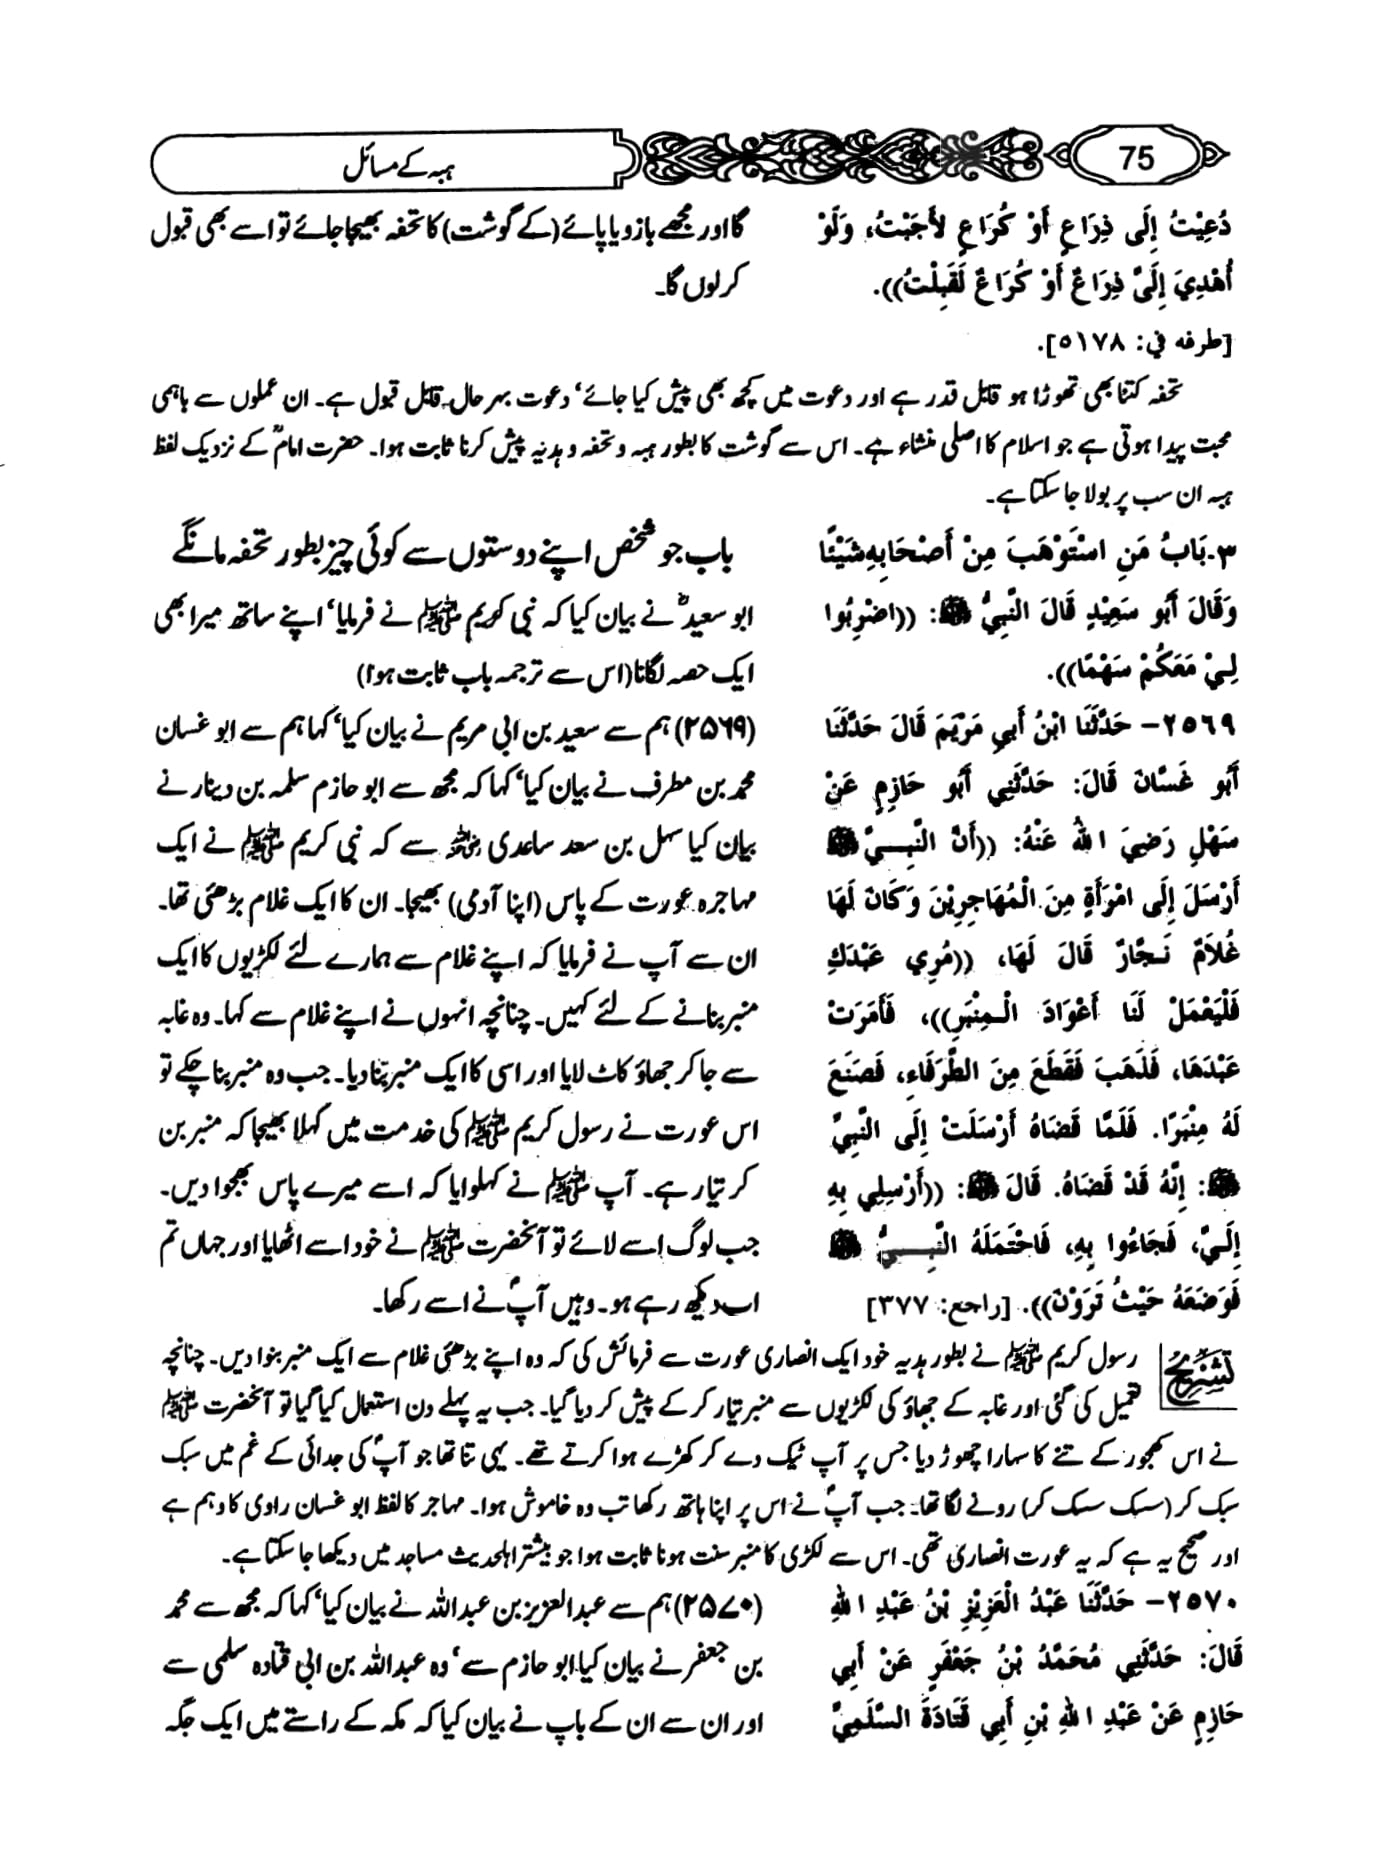 75
ہبہ کے مسائل
دُعِيْتُ إِلَى ذِرَاعٍ أَوْ كُرَاعٍ لأَجَبْتُ، وَلَوْ
أُهْدِيَ إِلَيَّ ذِرَاعٌ أَوْ كُرَاعٌ لَقَبِلْتُ)).
[طرفه في: ٥١٧٨].
گا اور مجھے بازو یا پائے (کے گوشت) کا تحفہ بھیجا جائے تو اسے بھی قبول
کرلوں گا۔
تحفہ کتنا بھی تھوڑا ہو قابل قدر ہے اور دعوت میں کچھ بھی پیش کیا جائے‘ دعوت بہر حال قابل قبول ہے۔ ان عملوں سے باہمی
محبت پیدا ہوتی ہے جو اسلام کا اصلی منشاء ہے۔ اس سے گوشت کا بطور ہبہ و تحفہ و ہدیہ پیش کرنا ثابت ہوا۔ حضرت امامؒ کے نزدیک لفظ
ہبہ ان سب پر بولا جا سکتا ہے۔
٣-بَابُ مَنِ اسْتَوْهَبَ مِنْ أَصْحَابِهِ شَيْئًا
وَقَالَ أَبُو سَعِيْدٍ قَالَ النَّبِيُّ ﷺ: ((اضْرِبُوا
لِيْ مَعَكُمْ سَهْمًا)).
باب جو شخص اپنے دوستوں سے کوئی چیز بطور تحفہ مانگے
ابو سعیدؓ نے بیان کیا کہ نبی کریم ﷺ نے فرمایا‘ اپنے ساتھ میرا بھی
ایک حصہ لگانا (اس سے ترجمہ باب ثابت ہوا)
٢٥٦٩- حَدَّثَنَا ابْنُ أَبِي مَرْيَمَ قَالَ حَدَّثَنَا
أَبُو غَسَّانَ قَالَ: حَدَّثَنِي أَبُو حَازِمٍ عَنْ
سَهْلٍ رَضِيَ اللهُ عَنْهُ: ((أَنَّ النَّبِيَّ ﷺ
أَرْسَلَ إِلَى امْرَأَةٍ مِنَ الْمُهَاجِرِيْنَ وَكَانَ لَهَا
غُلاَمٌ نَجَّارٌ قَالَ لَهَا، ((مُرِي عَبْدَكِ
فَلْيَعْمَلْ لَنَا أَعْوَادَ الْمِنْبَرِ))، فَأَمَرَتْ
عَبْدَهَا، فَذَهَبَ فَقَطَعَ مِنَ الطَّرْفَاءِ، فَصَنَعَ
لَهُ مِنْبَرًا. فَلَمَّا قَضَاهُ أَرْسَلَتْ إِلَى النَّبِيِّ
ﷺ: إِنَّهُ قَدْ قَضَاهُ. قَالَ ﷺ: ((أَرْسِلِي بِهِ
إِلَيَّ، فَجَاءُوا بِهِ، فَاحْتَمَلَهُ النَّبِيُّ ﷺ
فَوَضَعَهُ حَيْثُ تَرَوْنَ)). [راجع: ٣٧٧]
(۲۵۶۹) ہم سے سعید بن ابی مریم نے بیان کیا‘ کہا ہم سے ابو غسان
محمد بن مطرف نے بیان کیا‘ کہا کہ مجھ سے ابو حازم سلمہ بن دینار نے
بیان کیا سہل بن سعد ساعدی رضی اللہ عنہ سے کہ نبی کریم ﷺ نے ایک
مہاجرہ عورت کے پاس (اپنا آدمی) بھیجا۔ ان کا ایک غلام بڑھئی تھا۔
ان سے آپ نے فرمایا کہ اپنے غلام سے ہمارے لئے لکڑیوں کا ایک
منبر بنانے کے لئے کہیں۔ چنانچہ انہوں نے اپنے غلام سے کہا۔ وہ غابہ
سے جا کر جھاؤ کاٹ لایا اور اسی کا ایک منبر بنا دیا۔ جب وہ منبر بنا چکے تو
اس عورت نے رسول کریم ﷺ کی خدمت میں کہلا بھیجا کہ منبر بن
کر تیار ہے۔ آپ ﷺ نے کہلوایا کہ اسے میرے پاس بھجوا دیں۔
جب لوگ اسے لائے تو آنحضرت ﷺ نے خود اسے اٹھایا اور جہاں تم
اب دیکھ رہے ہو۔ وہیں آپؐ نے اسے رکھا۔
تشریح
رسول کریم ﷺ نے بطور ہدیہ خود ایک انصاری عورت سے فرمائش کی کہ وہ اپنے بڑھئی غلام سے ایک منبر بنوا دیں۔ چنانچہ
تعمیل کی گئی اور غابہ کے جھاؤ کی لکڑیوں سے منبر تیار کر کے پیش کر دیا گیا۔ جب یہ پہلے دن استعمال کیا گیا تو آنحضرت ﷺ
نے اس کھجور کے تنے کا سہارا چھوڑ دیا جس پر آپ ٹیک دے کر کھڑے ہوا کرتے تھے۔ یہی تنا تھا جو آپؐ کی جدائی کے غم میں سبک
سبک کر (سسک سسک کر) رونے لگا تھا۔ جب آپؐ نے اس پر اپنا ہاتھ رکھا تب وہ خاموش ہوا۔ مہاجر کا لفظ ابو غسان راوی کا وہم ہے
اور صحیح یہ ہے کہ یہ عورت انصاری تھی۔ اس سے لکڑی کا منبر سنت ہونا ثابت ہوا جو بیشتر اہلحدیث مساجد میں دیکھا جا سکتا ہے۔
٢٥٧٠- حَدَّثَنَا عَبْدُ الْعَزِيْزِ بْنُ عَبْدِ اللهِ
قَالَ: حَدَّثَنِي مُحَمَّدُ بْنُ جَعْفَرٍ عَنْ أَبِي
حَازِمٍ عَنْ عَبْدِ اللهِ بْنِ أَبِي قَتَادَةَ السَّلَمِيِّ
(۲۵۷۰) ہم سے عبدالعزیز بن عبداللہ نے بیان کیا‘ کہا کہ مجھ سے محمد
بن جعفر نے بیان کیا ابو حازم سے‘ وہ عبداللہ بن ابی قتادہ سلمی سے
اور ان سے ان کے باپ نے بیان کیا کہ مکہ کے راستے میں ایک جگہ